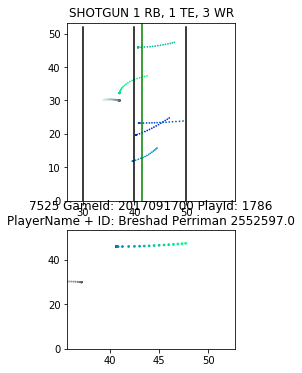 SHOTGUN 1 RB, 1 TE, 3 WR
50
40
30
20
10
0
30 40 50
7525 GameId: 2017091700 PlayId: 1786
PlayerName + ID: Breshad Perriman 2552597.0
40
20
0
40 45 50